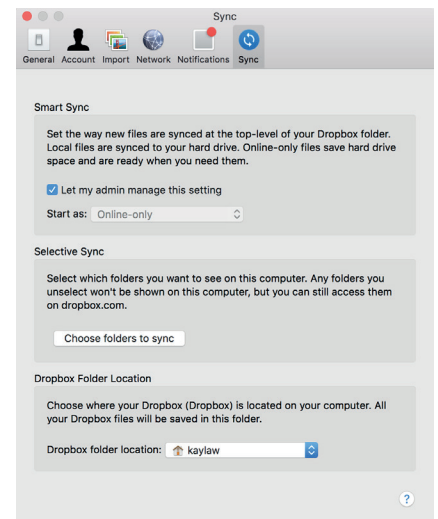 Sync
General Account Import Network Notifications Sync
Smart Sync
Set the way new files are synced at the top-level of your Dropbox folder.
Local files are synced to your hard drive. Online-only files save hard drive
space and are ready when you need them.
Let my admin manage this setting
Start as: Online-only
Selective Sync
Select which folders you want to see on this computer. Any folders you
unselect won't be shown on this computer, but you can still access them
on dropbox.com.
Choose folders to sync
Dropbox Folder Location
Choose where your Dropbox (Dropbox) is located on your computer. All
your Dropbox files will be saved in this folder.
Dropbox folder location: kaylaw
?